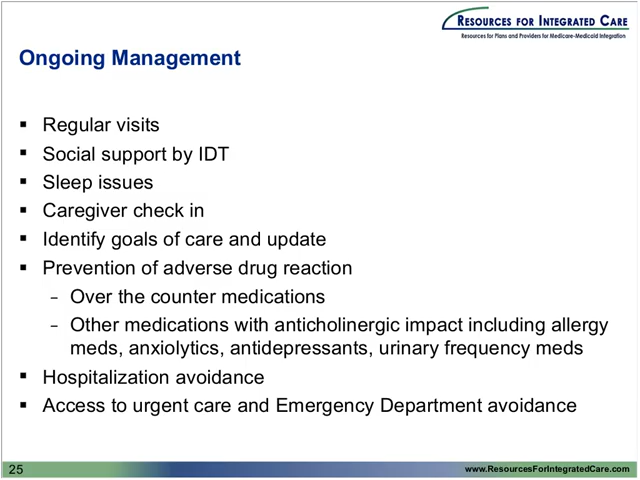 RESOURCES FOR INTEGRATED CARE
Resources for Plans and Providers for Medicare-Medicaid Integration
Ongoing Management
▪ Regular visits
▪ Social support by IDT
▪ Sleep issues
▪ Caregiver check in
▪ Identify goals of care and update
▪ Prevention of adverse drug reaction
– Over the counter medications
– Other medications with anticholinergic impact including allergy
meds, anxiolytics, antidepressants, urinary frequency meds
▪ Hospitalization avoidance
▪ Access to urgent care and Emergency Department avoidance
25
www.ResourcesForIntegratedCare.com